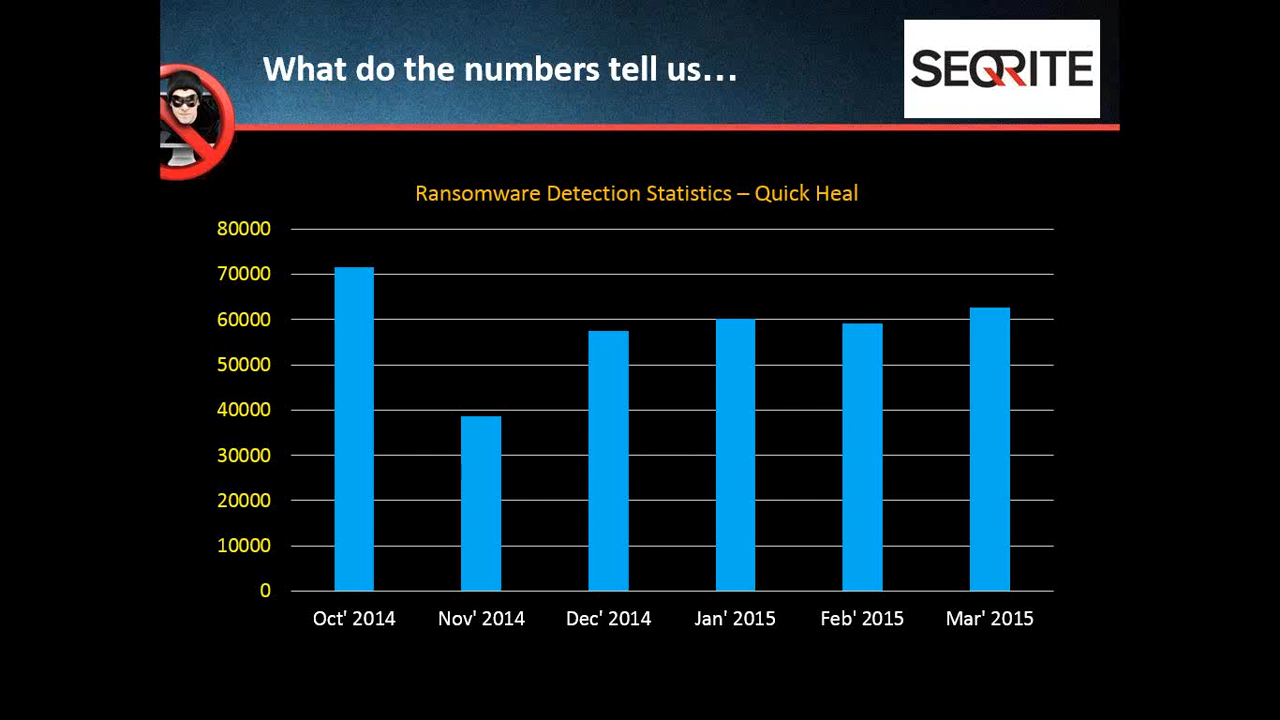 What do the numbers tell us...
SEQRITE
Ransomware Detection Statistics – Quick Heal
80000
70000
60000
50000
40000
30000
20000
10000
0
Oct' 2014 Nov' 2014 Dec' 2014 Jan' 2015 Feb' 2015 Mar' 2015